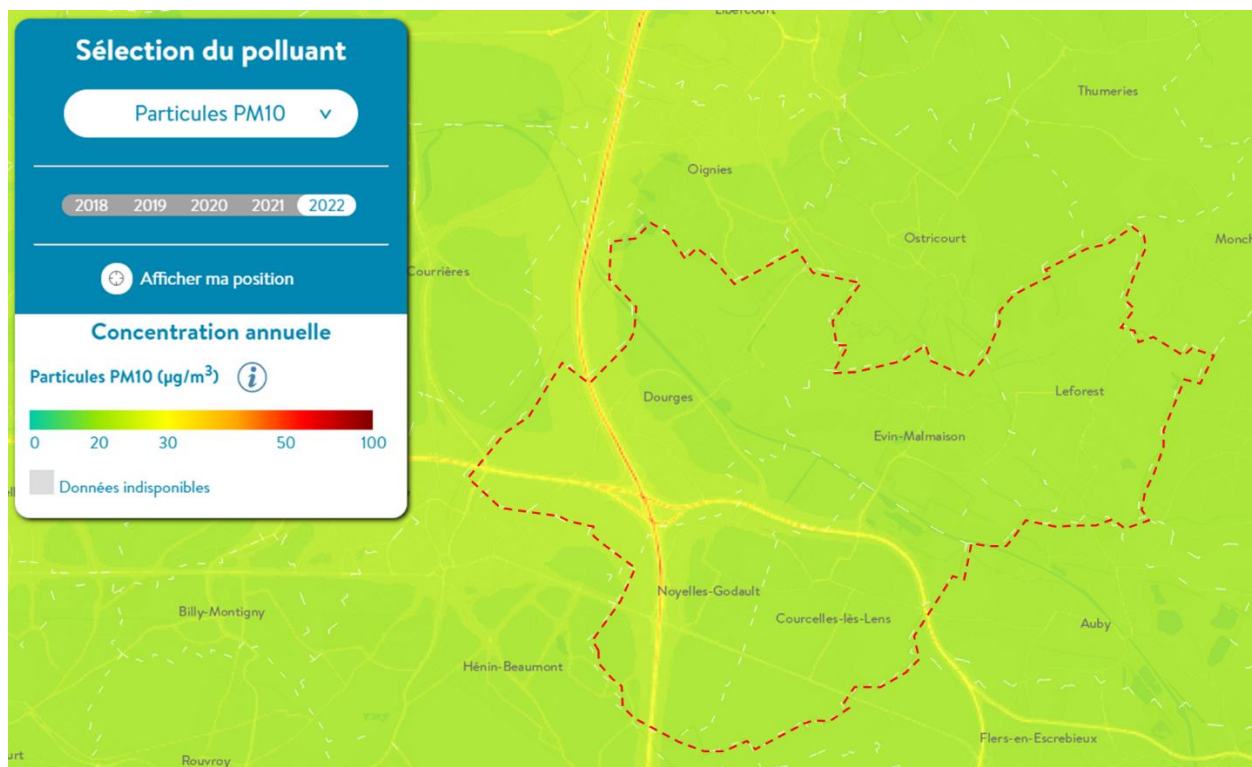 Sélection du polluant
Particules PM10
2018 2019 2020 2021 2022
Afficher ma position
Concentration annuelle
Particules PM10 (µg/m³) i
0 20 30 50 100
Données indisponibles
Libercourt
Thumeries
Oignies
Ostricourt
Monch
Courrières
Dourges
Leforest
Evin-Malmaison
Noyelles-Godault
Billy-Montigny
Courcelles-lès-Lens
Auby
Hénin-Beaumont
Flers-en-Escrebieux
Rouvroy
urt